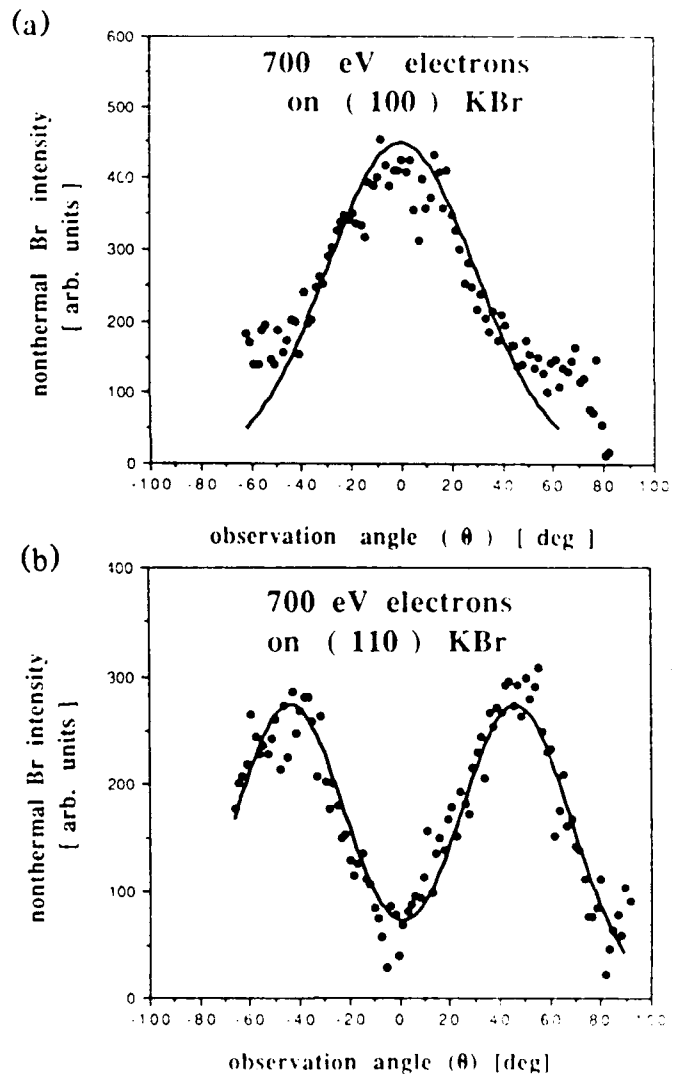 (a)
600
500
400
300
200
100
0
700 eV electrons
on ( 100 ) KBr
nonthermal Br intensity
[ arb. units ]
-100 -80 -60 -40 -20 0 20 40 60 80 100
observation angle ( θ ) [ deg ]
(b)
400
300
200
100
0
700 eV electrons
on ( 110 ) KBr
nonthermal Br intensity
[ arb. units ]
-100 -80 -60 -40 -20 0 20 40 60 80 100
observation angle (θ) [deg]